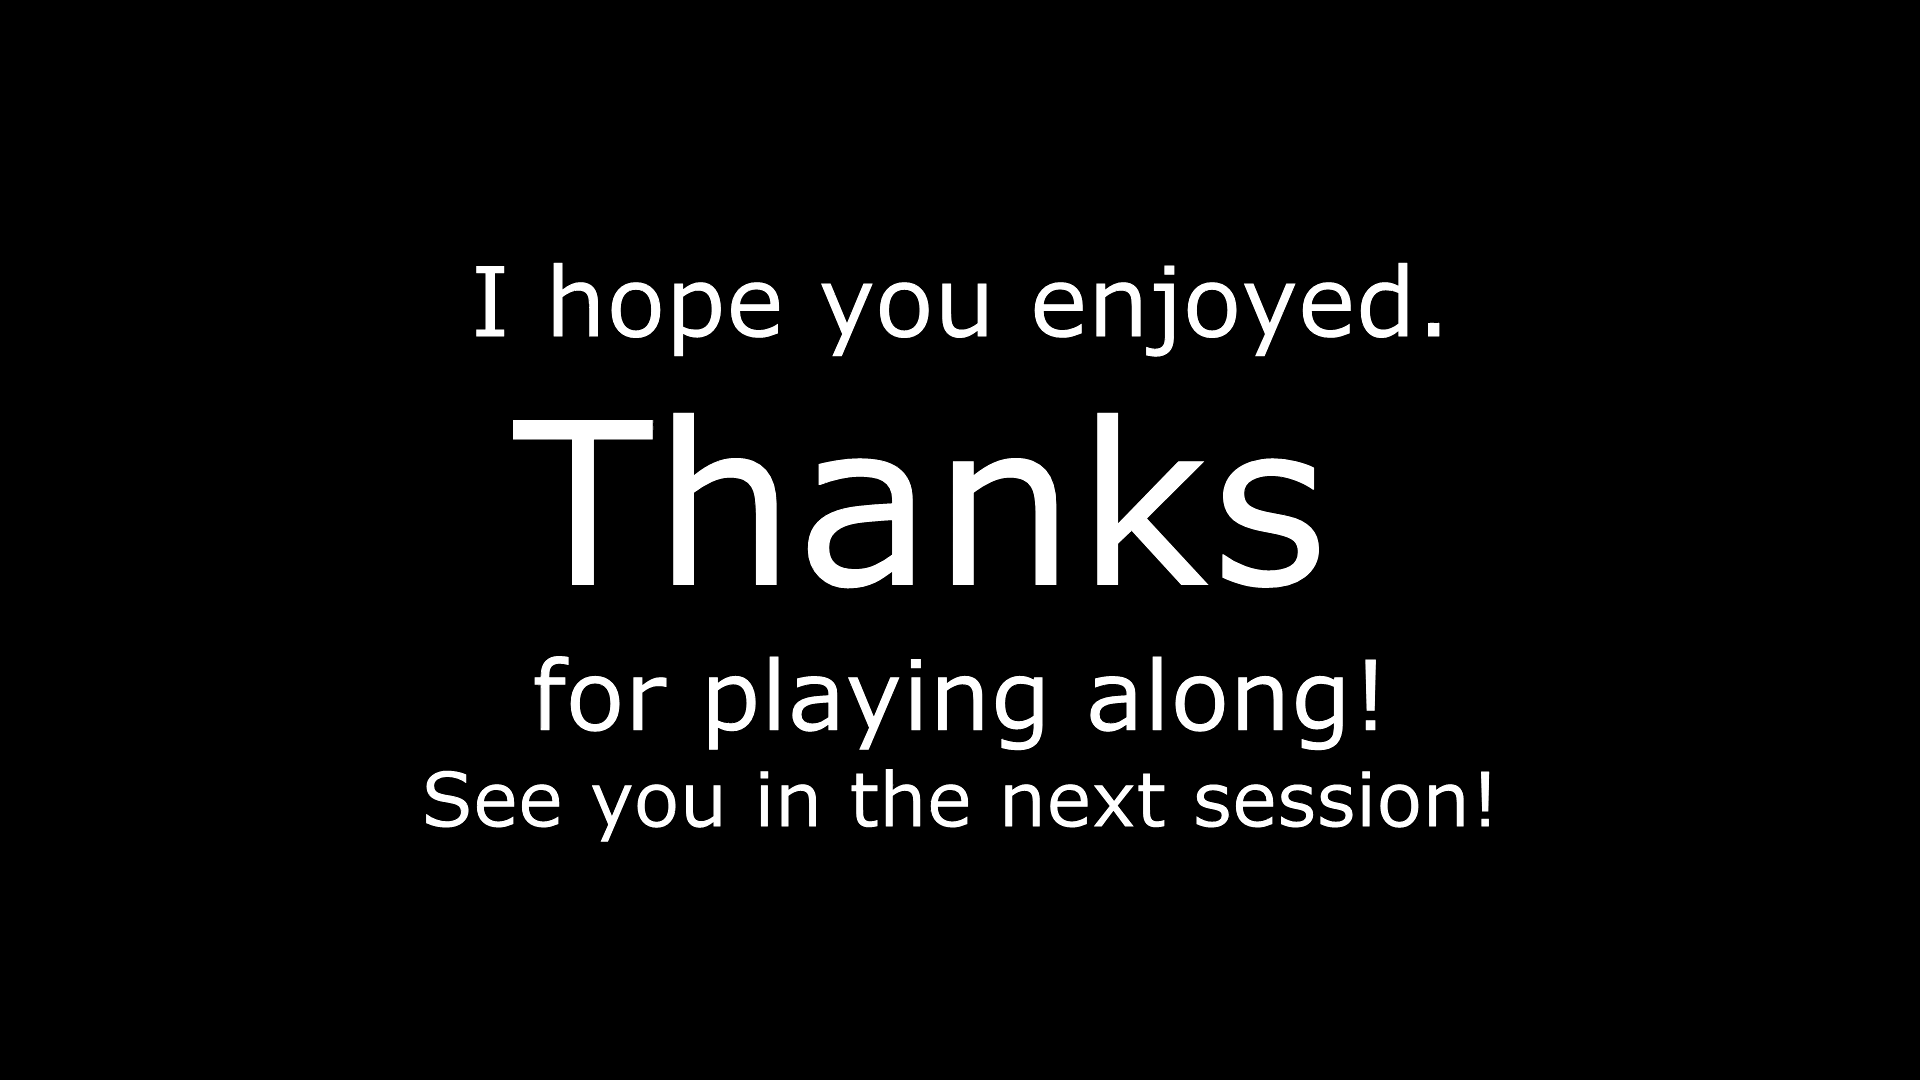 I hope you enjoyed.
Thanks
for playing along!
See you in the next session!